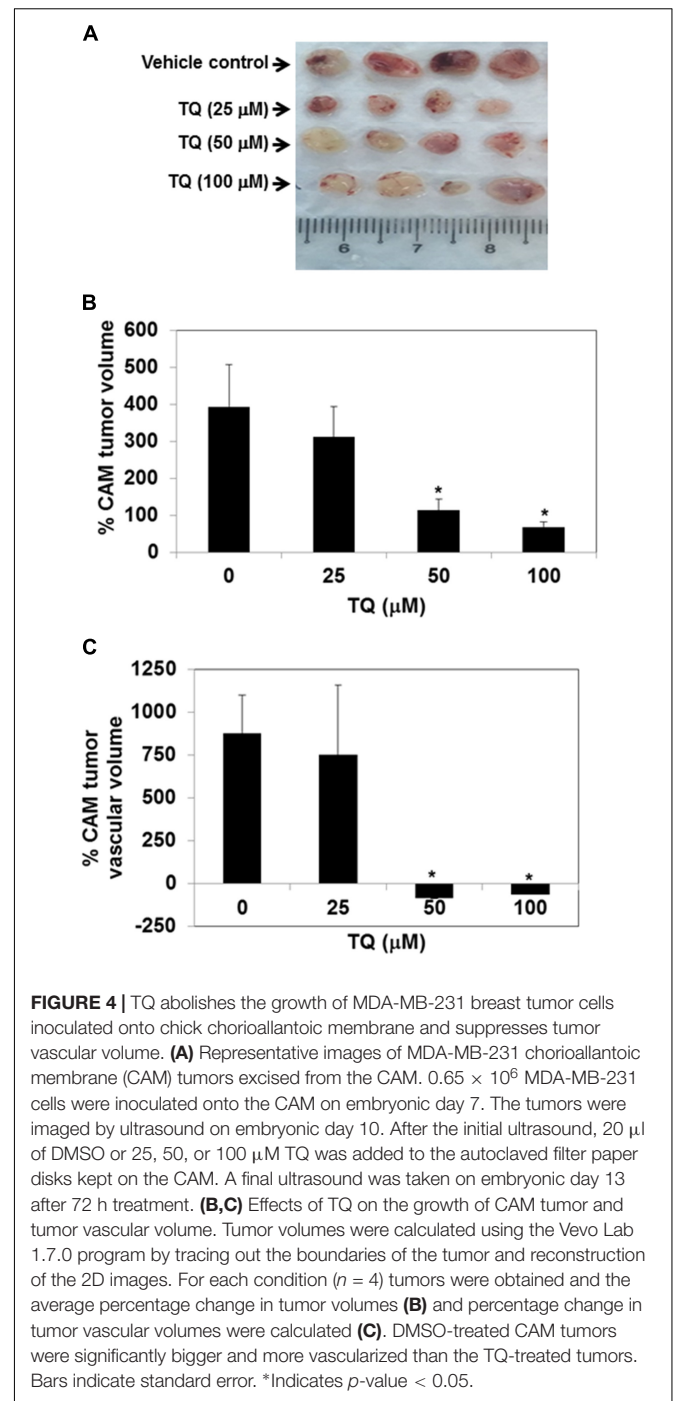 A
Vehicle control
TQ (25 μM)
TQ (50 μM)
TQ (100 μM)
6 7 8
B
% CAM tumor volume
600
500
400
300
200
100
0
* *
0 25 50 100
TQ (μM)
C
% CAM tumor
vascular volume
1250
1000
750
500
250
0
-250
* *
0 25 50 100
TQ (μM)
FIGURE 4 | TQ abolishes the growth of MDA-MB-231 breast tumor cells
inoculated onto chick chorioallantoic membrane and suppresses tumor
vascular volume. (A) Representative images of MDA-MB-231 chorioallantoic
membrane (CAM) tumors excised from the CAM. 0.65 × 10⁶ MDA-MB-231
cells were inoculated onto the CAM on embryonic day 7. The tumors were
imaged by ultrasound on embryonic day 10. After the initial ultrasound, 20 μl
of DMSO or 25, 50, or 100 μM TQ was added to the autoclaved filter paper
disks kept on the CAM. A final ultrasound was taken on embryonic day 13
after 72 h treatment. (B,C) Effects of TQ on the growth of CAM tumor and
tumor vascular volume. Tumor volumes were calculated using the Vevo Lab
1.7.0 program by tracing out the boundaries of the tumor and reconstruction
of the 2D images. For each condition (n = 4) tumors were obtained and the
average percentage change in tumor volumes (B) and percentage change in
tumor vascular volumes were calculated (C). DMSO-treated CAM tumors
were significantly bigger and more vascularized than the TQ-treated tumors.
Bars indicate standard error. *Indicates p-value < 0.05.